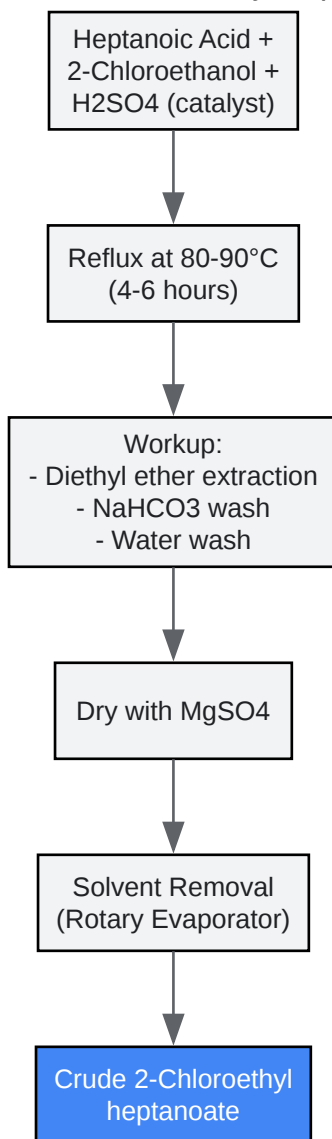 Heptanoic Acid +
2-Chloroethanol +
H2SO4 (catalyst)
Reflux at 80-90°C
(4-6 hours)
Workup:
- Diethyl ether extraction
- NaHCO3 wash
- Water wash
Dry with MgSO4
Solvent Removal
(Rotary Evaporator)
Crude 2-Chloroethyl
heptanoate